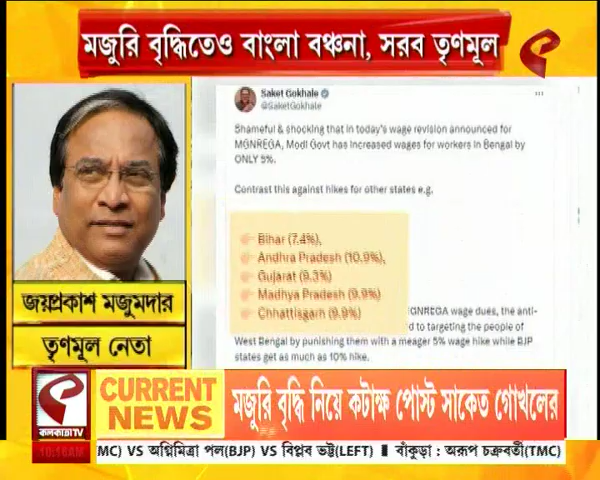 মজুরি বৃদ্ধিতেও বাংলা বঞ্চনা, সরব তৃণমূল
Saket Gokhale
@SaketGokhale
Shameful & shocking that in today's wage revision announced for
MGNREGA, Modi Govt has increased wages for workers in Bengal by
ONLY 5%.
Contrast this against hikes for other states e.g.
Bihar (7.4%),
Andhra Pradesh (10.9%),
Gujarat (9.3%)
Madhya Pradesh (9.9%)
Chhattisgarh (9.9%)
MGNREGA wage dues, the anti-
d to targeting the people of
West Bengal by punishing them with a meager 5% wage hike while BJP
states get as much as 10% hike.
জয়প্রকাশ মজুমদার
তৃণমূল নেতা
কলকাতা TV
CURRENT
NEWS
মজুরি বৃদ্ধি নিয়ে কটাক্ষ পোস্ট সাকেত গোখলের
10:16AM
MC) VS অগ্নিমিত্রা পল(BJP) VS বিপ্লব ভট্ট(LEFT) ▮ বাঁকুড়া : অরূপ চক্রবর্তী(TMC)